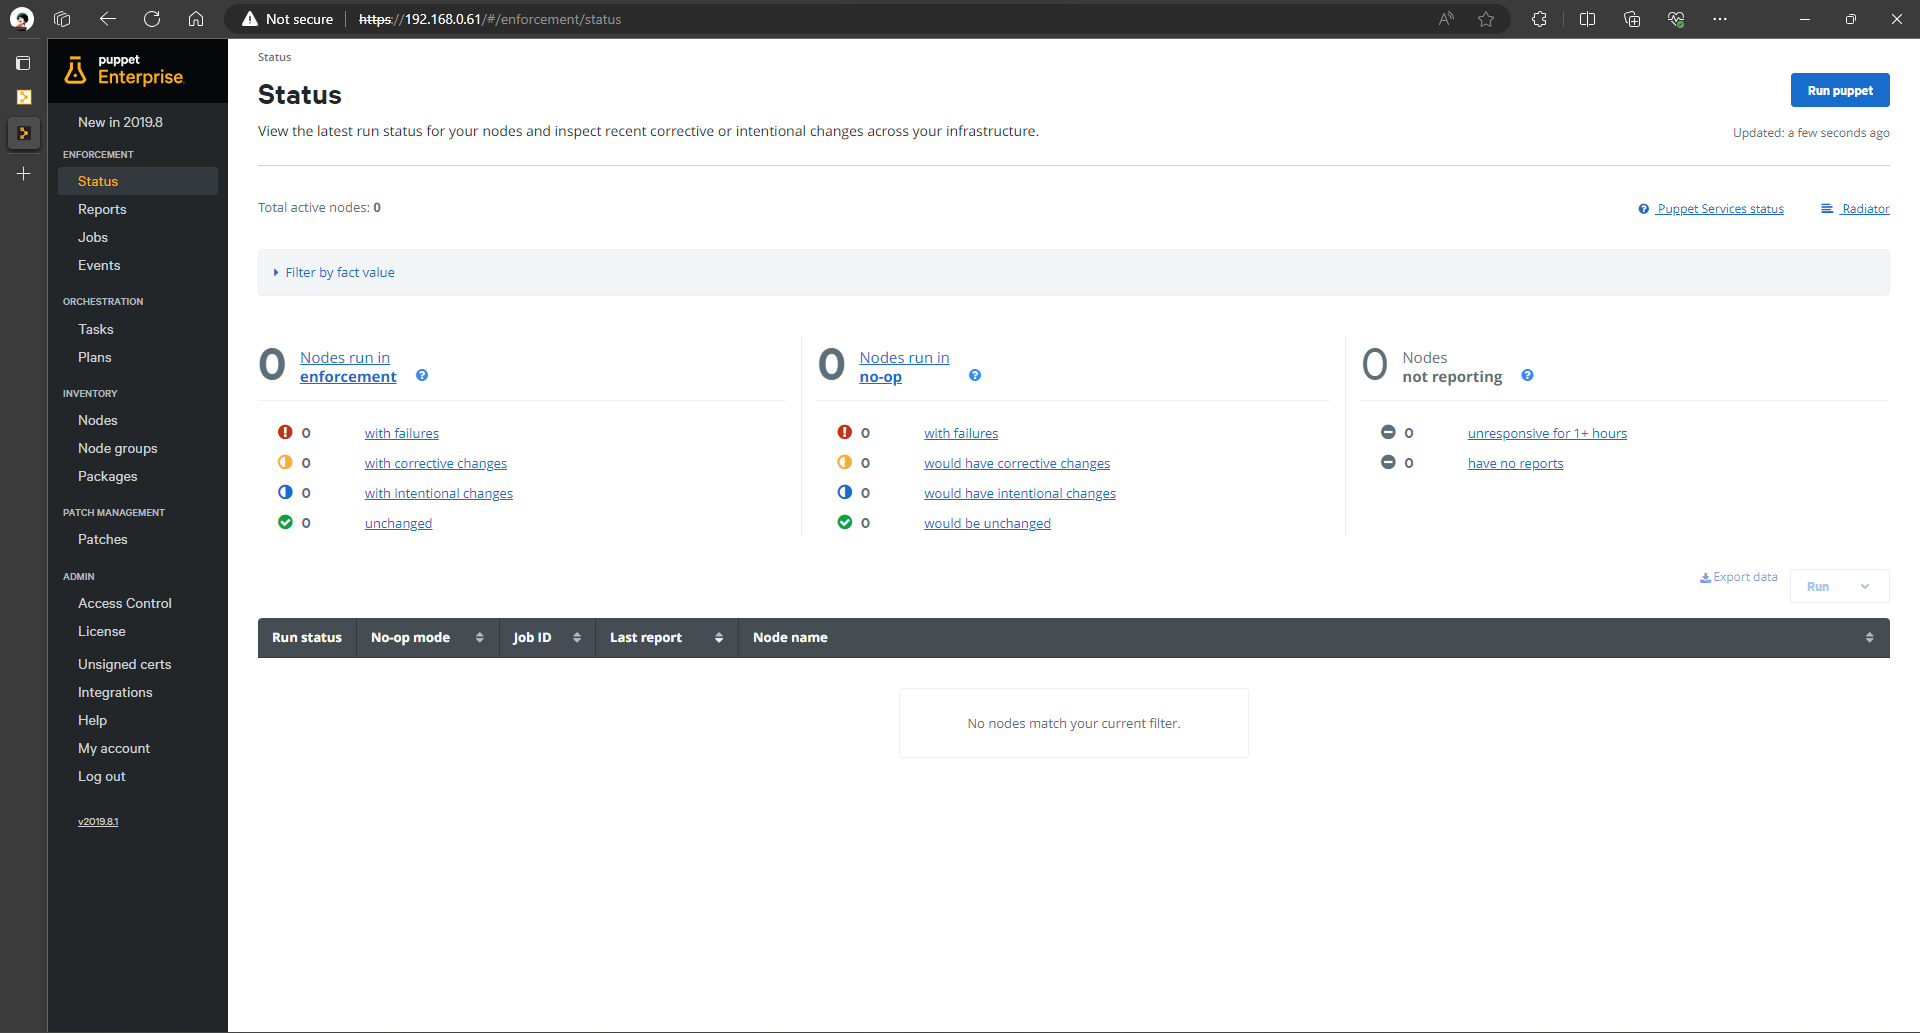 Not secure
https://192.168.0.61/#/enforcement/status
puppet
Enterprise
New in 2019.8
ENFORCEMENT
Status
Reports
Jobs
Events
ORCHESTRATION
Tasks
Plans
INVENTORY
Nodes
Node groups
Packages
PATCH MANAGEMENT
Patches
ADMIN
Access Control
License
Unsigned certs
Integrations
Help
My account
Log out
v2019.8.1
Status
Status
Run puppet
View the latest run status for your nodes and inspect recent corrective or intentional changes across your infrastructure.
Updated: a few seconds ago
Total active nodes: 0
Puppet Services status
Radiator
Filter by fact value
0 Nodes run in
enforcement
0 with failures
0 with corrective changes
0 with intentional changes
0 unchanged
0 Nodes run in
no-op
0 with failures
0 would have corrective changes
0 would have intentional changes
0 would be unchanged
0 Nodes
not reporting
0 unresponsive for 1+ hours
0 have no reports
Export data
Run
Run status No-op mode Job ID Last report Node name
No nodes match your current filter.